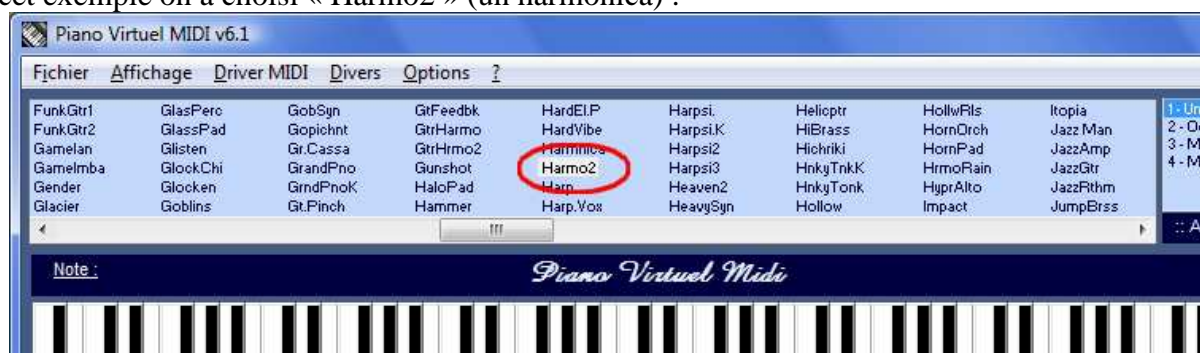 cet exemple on a choisi « Harmo2 » (un harmonica) :
Piano Virtuel MIDI v6.1
Fichier Affichage Driver MIDI Divers Options ?
FunkGtr1 GlasPerc GobSyn GtFeedbk HardEl.P Harpsi. Helicptr HollwRls Itopia
FunkGtr2 GlassPad Gopichnt GtrHarmo HardVibe Harpsi.K HiBrass HornOrch Jazz Man
Gamelan Glisten Gr.Cassa GtrHrmo2 Harmnica Harpsi2 Hichriki HornPad JazzAmp
Gamelmba GlockChi GrandPno Gunshot Harmo2 Harpsi3 HnkyTnkK HrmoRain JazzGtr
Gender Glocken GrndPnoK HaloPad Harp Heaven2 HnkyTonk HyprAlto JazzRthm
Glacier Goblins Gt.Pinch Hammer Harp.Vox HeavySyn Hollow Impact JumpBrss
1 - Un
2 - O
3 - M
4 - M
:: A
Note :
Piano Virtuel Midi